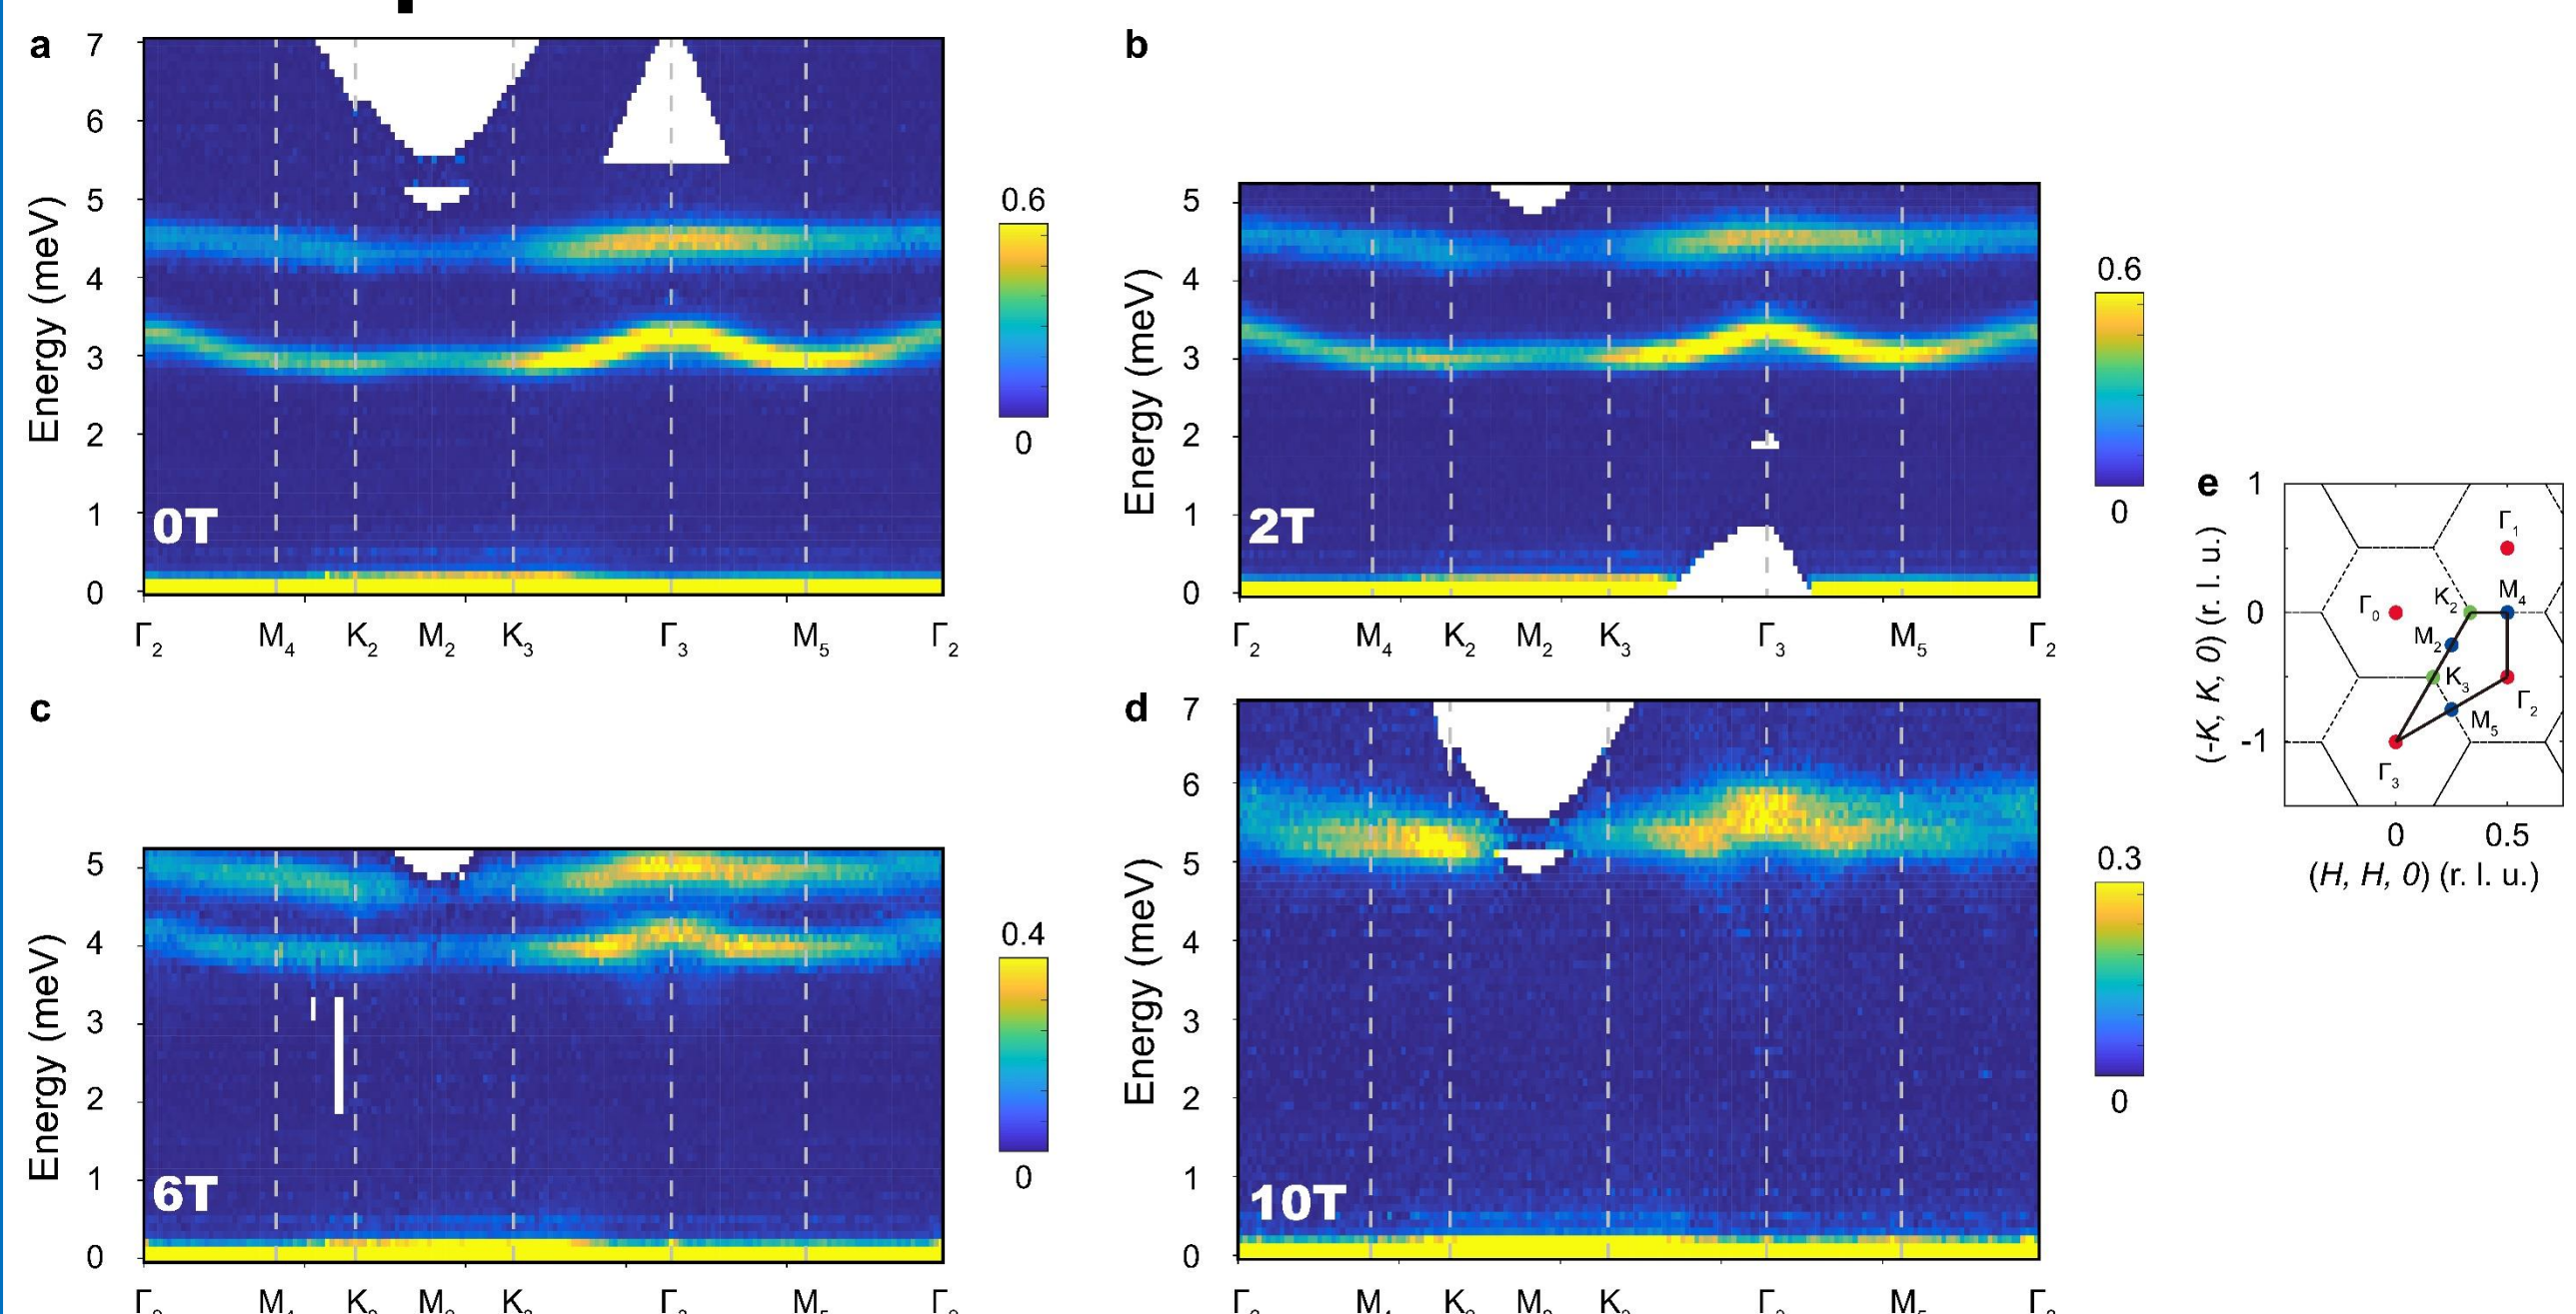 a
7
6
5
4
3
2
1
0
Energy (meV)
0T
Γ2 M4 K2 M2 K3 Γ3 M5 Γ2
0.6
0
b
5
4
3
2
1
0
Energy (meV)
2T
Γ2 M4 K2 M2 K3 Γ3 M5 Γ2
0.6
0
c
5
4
3
2
1
0
Energy (meV)
6T
0.4
0
d
7
6
5
4
3
2
1
0
Energy (meV)
10T
0.3
0
e
1
0
-1
(-K, K, 0) (r. l. u.)
Γ1
Γ0
K2
M4
M2
K3
Γ2
M5
Γ3
0 0.5
(H, H, 0) (r. l. u.)